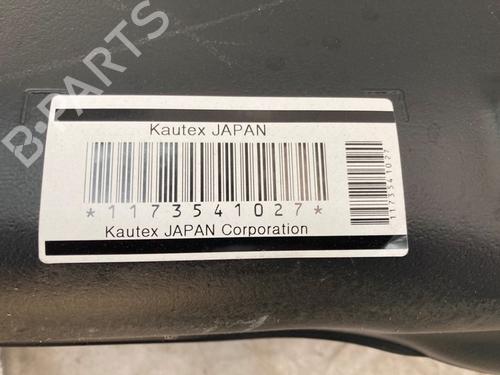 B-PARTS
Kautex JAPAN
*1173541027*
Kautex JAPAN Corporation
1173541027